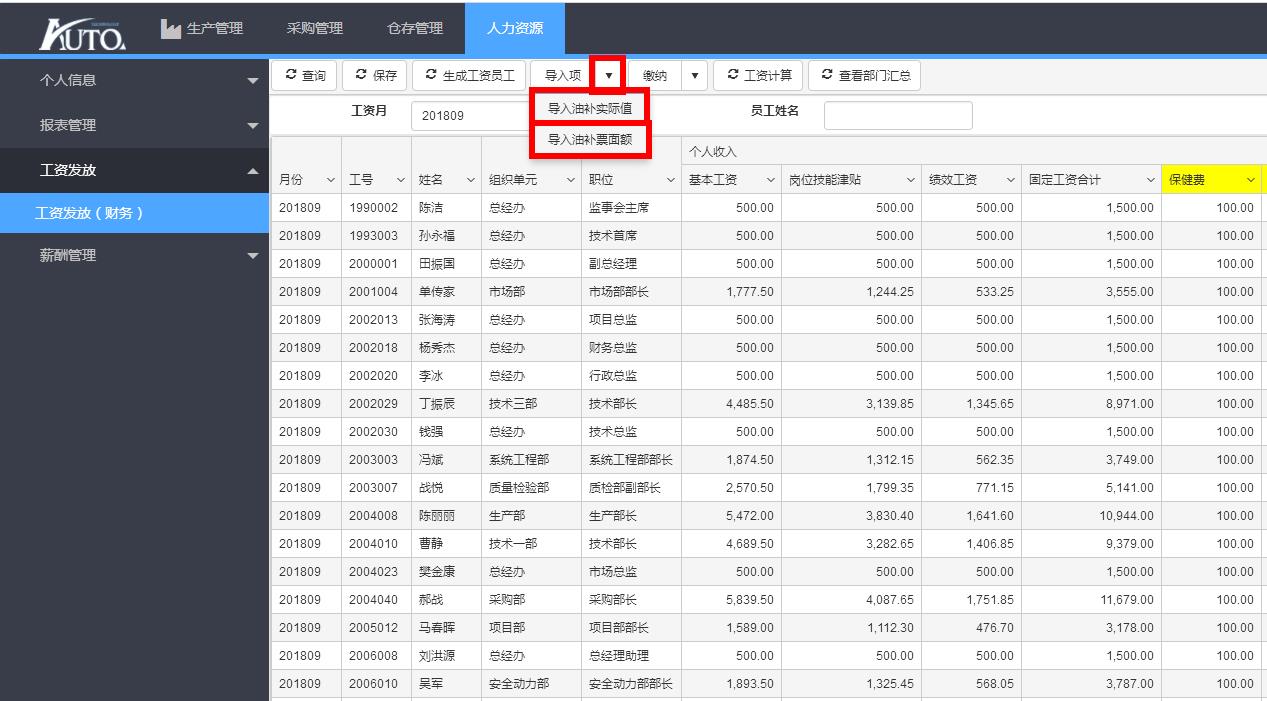 AUTO.
生产管理 采购管理 仓存管理 人力资源
个人信息
报表管理
工资发放
工资发放（财务）
薪酬管理
查询 保存 生成工资员工 导入项 缴纳 工资计算 查看部门汇总
导入油补实际值
导入油补票面额
工资月 201809 员工姓名
个人收入
月份 工号 姓名 组织单元 职位 基本工资 岗位技能津贴 绩效工资 固定工资合计 保健费
201809 1990002 陈洁 总经办 监事会主席 500.00 500.00 500.00 1,500.00 100.00
201809 1993003 孙永福 总经办 技术首席 500.00 500.00 500.00 1,500.00 100.00
201809 2000001 田振国 总经办 副总经理 500.00 500.00 500.00 1,500.00 100.00
201809 2001004 单传家 市场部 市场部部长 1,777.50 1,244.25 533.25 3,555.00 100.00
201809 2002013 张海涛 总经办 项目总监 500.00 500.00 500.00 1,500.00 100.00
201809 2002018 杨秀杰 总经办 财务总监 500.00 500.00 500.00 1,500.00 100.00
201809 2002020 李冰 总经办 行政总监 500.00 500.00 500.00 1,500.00 100.00
201809 2002029 丁振辰 技术三部 技术部长 4,485.50 3,139.85 1,345.65 8,971.00 100.00
201809 2002030 钱强 总经办 技术总监 500.00 500.00 500.00 1,500.00 100.00
201809 2003003 冯斌 系统工程部 系统工程部部长 1,874.50 1,312.15 562.35 3,749.00 100.00
201809 2003007 战悦 质量检验部 质检部副部长 2,570.50 1,799.35 771.15 5,141.00 100.00
201809 2004008 陈丽丽 生产部 生产部长 5,472.00 3,830.40 1,641.60 10,944.00 100.00
201809 2004010 曹静 技术一部 技术部长 4,689.50 3,282.65 1,406.85 9,379.00 100.00
201809 2004023 樊金康 总经办 市场总监 500.00 500.00 500.00 1,500.00 100.00
201809 2004040 郝战 采购部 采购部长 5,839.50 4,087.65 1,751.85 11,679.00 100.00
201809 2005012 马春晖 项目部 项目部部长 1,589.00 1,112.30 476.70 3,178.00 100.00
201809 2006008 刘洪源 总经办 总经理助理 500.00 500.00 500.00 1,500.00 100.00
201809 2006010 吴军 安全动力部 安全动力部部长 1,893.50 1,325.45 568.05 3,787.00 100.00